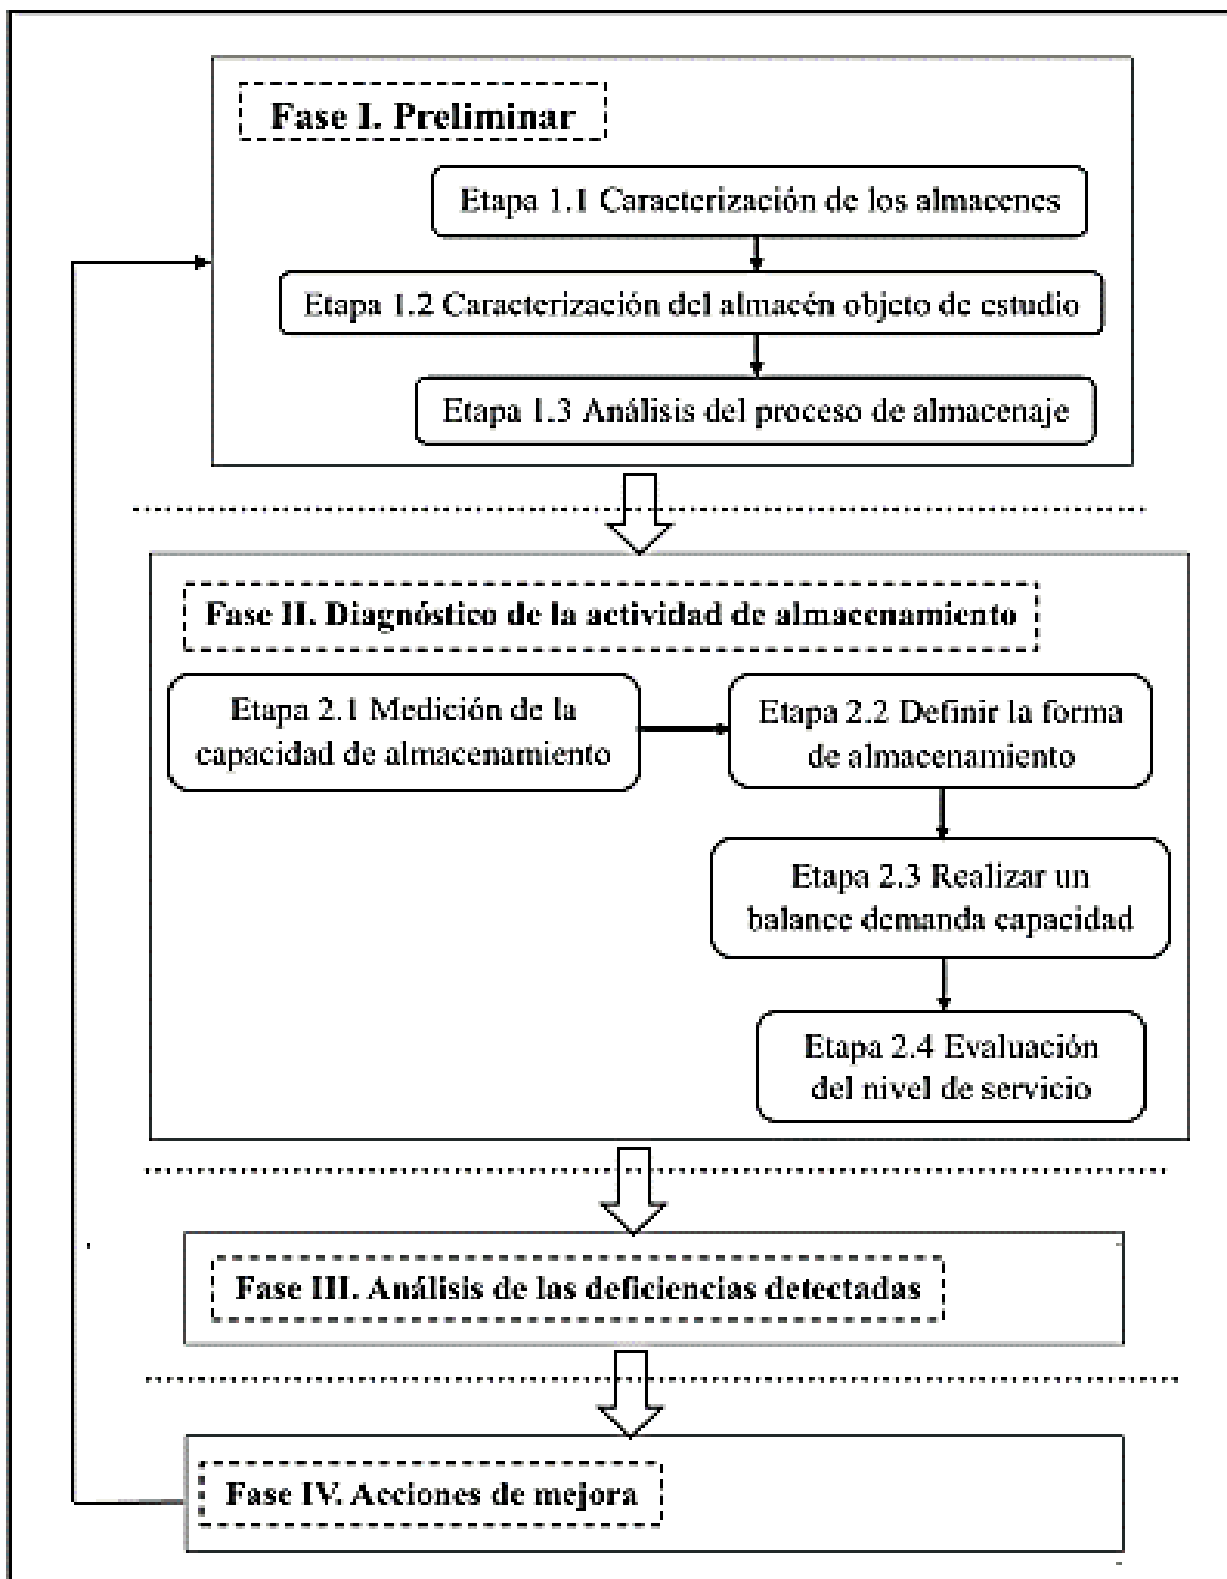 Fase I. Preliminar
Etapa 1.1 Caracterización de los almacenes
Etapa 1.2 Caracterización del almacén objeto de estudio
Etapa 1.3 Análisis del proceso de almacenaje
Fase II. Diagnóstico de la actividad de almacenamiento
Etapa 2.1 Medición de la
capacidad de almacenamiento
Etapa 2.2 Definir la forma
de almacenamiento
Etapa 2.3 Realizar un
balance demanda capacidad
Etapa 2.4 Evaluación
del nivel de servicio
Fase III. Análisis de las deficiencias detectadas
Fase IV. Acciones de mejora